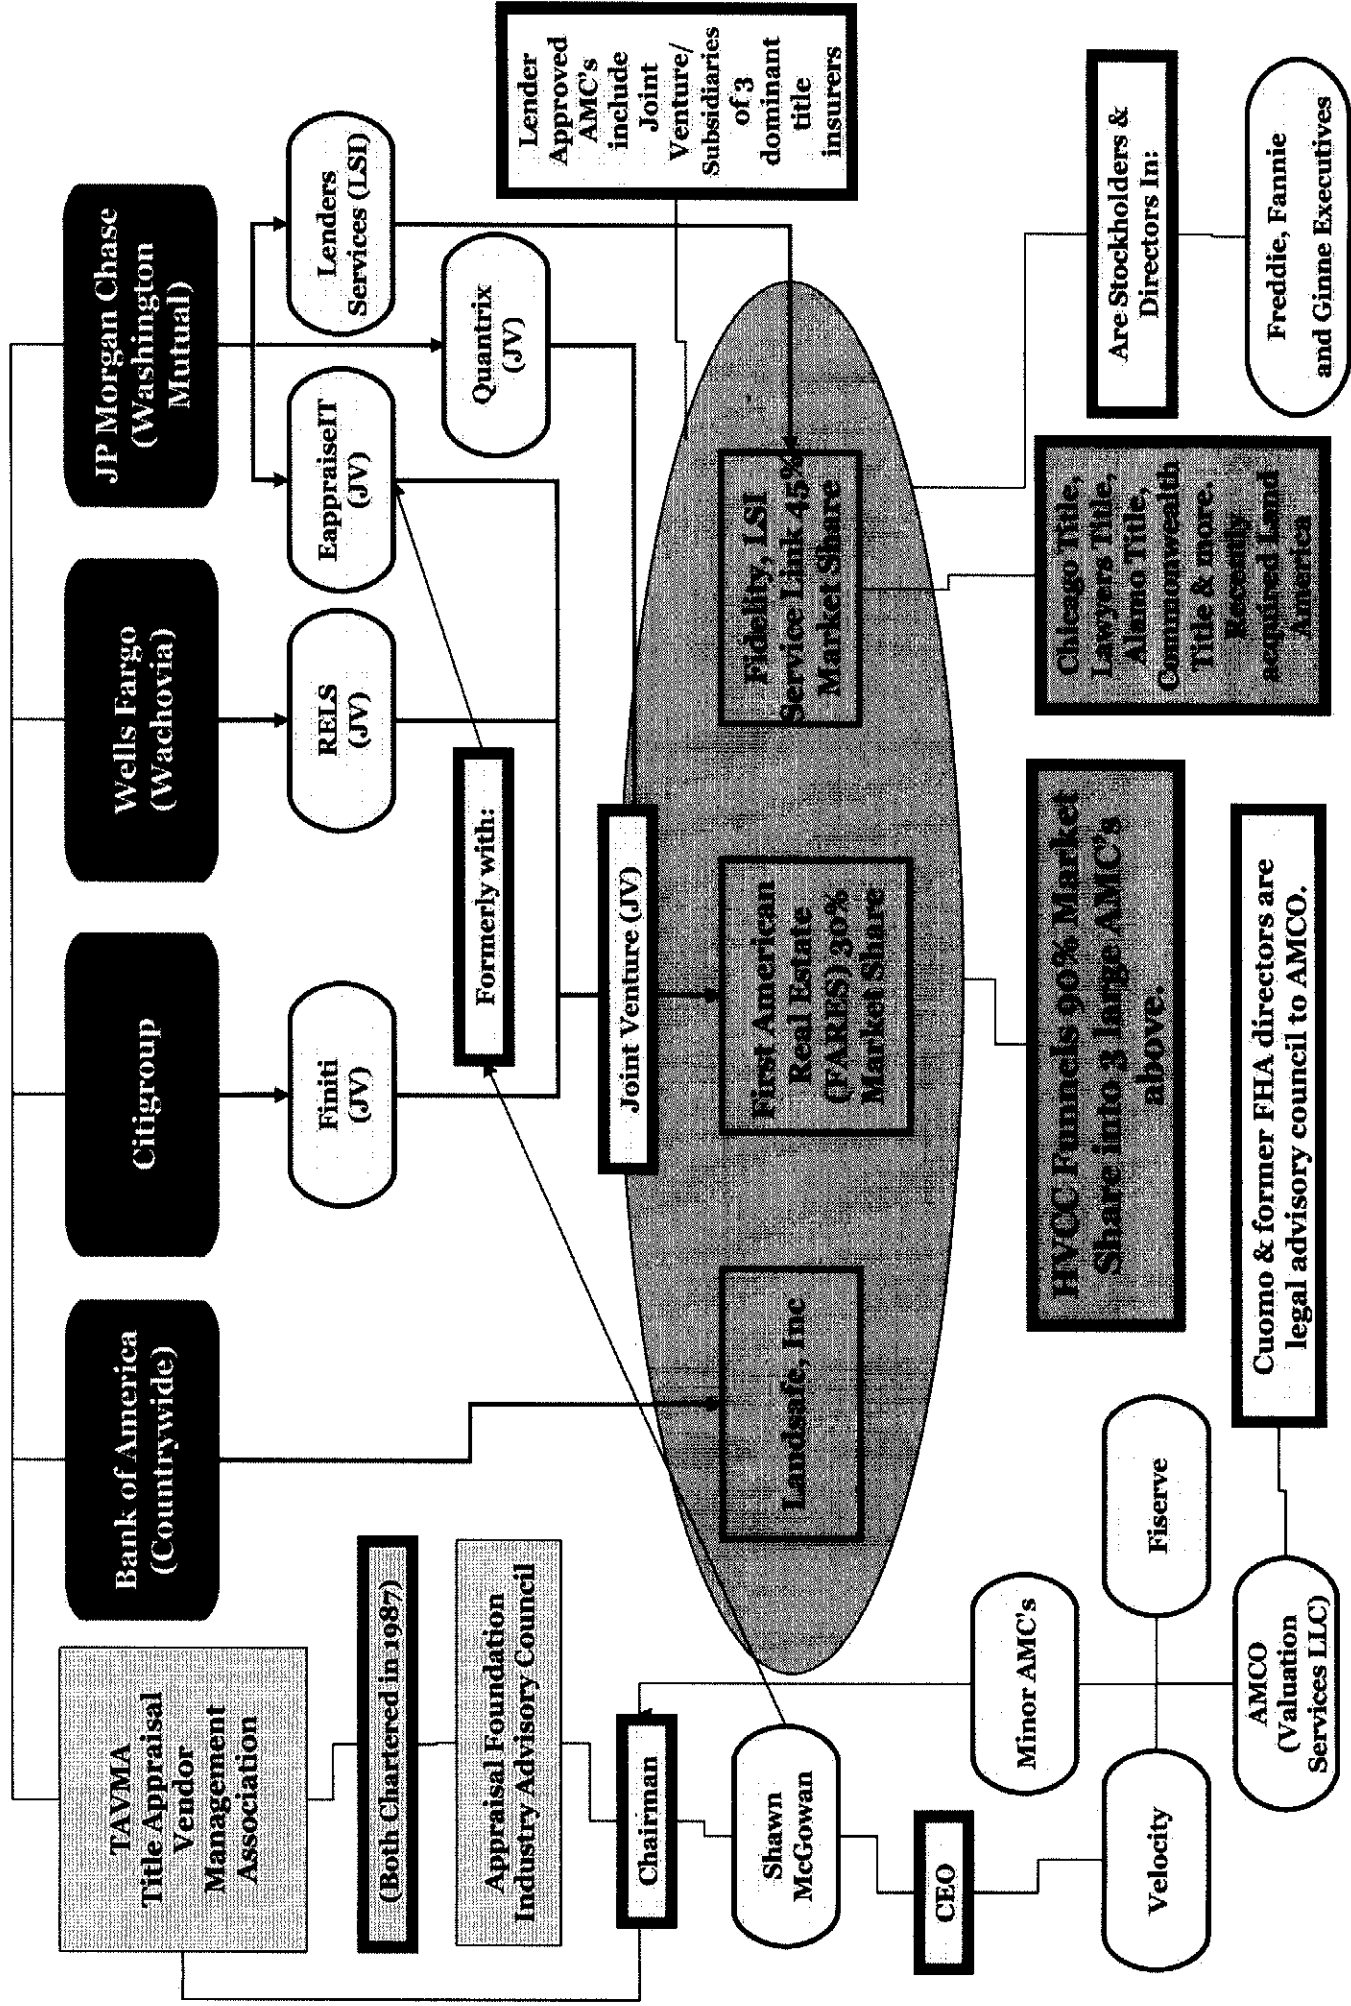 TAVMA
Title Appraisal
Vendor
Management
Association
Bank of America
(Countrywide)
Citigroup
Wells Fargo
(Wachovia)
JP Morgan Chase
(Washington
Mutual)
(Both Chartered in 1987)
Finiti
(JV)
RELS
(JV)
EappraiseIT
(JV)
Lenders
Services (LSI)
Appraisal Foundation
Industry Advisory Council
Formerly with:
Quantrix
(JV)
Lender
Approved
AMC's
include
Joint
Venture/
Subsidiaries
of 3
dominant
title
insurers
Chairman
Joint Venture (JV)
Shawn
McGowan
Landsafe, Inc
First American
Real Estate
(FARES) 30%
Market Share
Fidelity, LSI
Service Link 45%
Market Share
CEO
Minor AMC's
HVCC Funnels 90% Market
Share into 3 large AMC's
above.
Chicago Title,
Lawyers Title,
Alamo Title,
Commonwealth
Title & more.
Recently
acquired Land
America
Are Stockholders &
Directors In:
Velocity
Fiserve
AMCO
(Valuation
Services LLC)
Cuomo & former FHA directors are
legal advisory council to AMCO.
Freddie, Fannie
and Ginne Executives